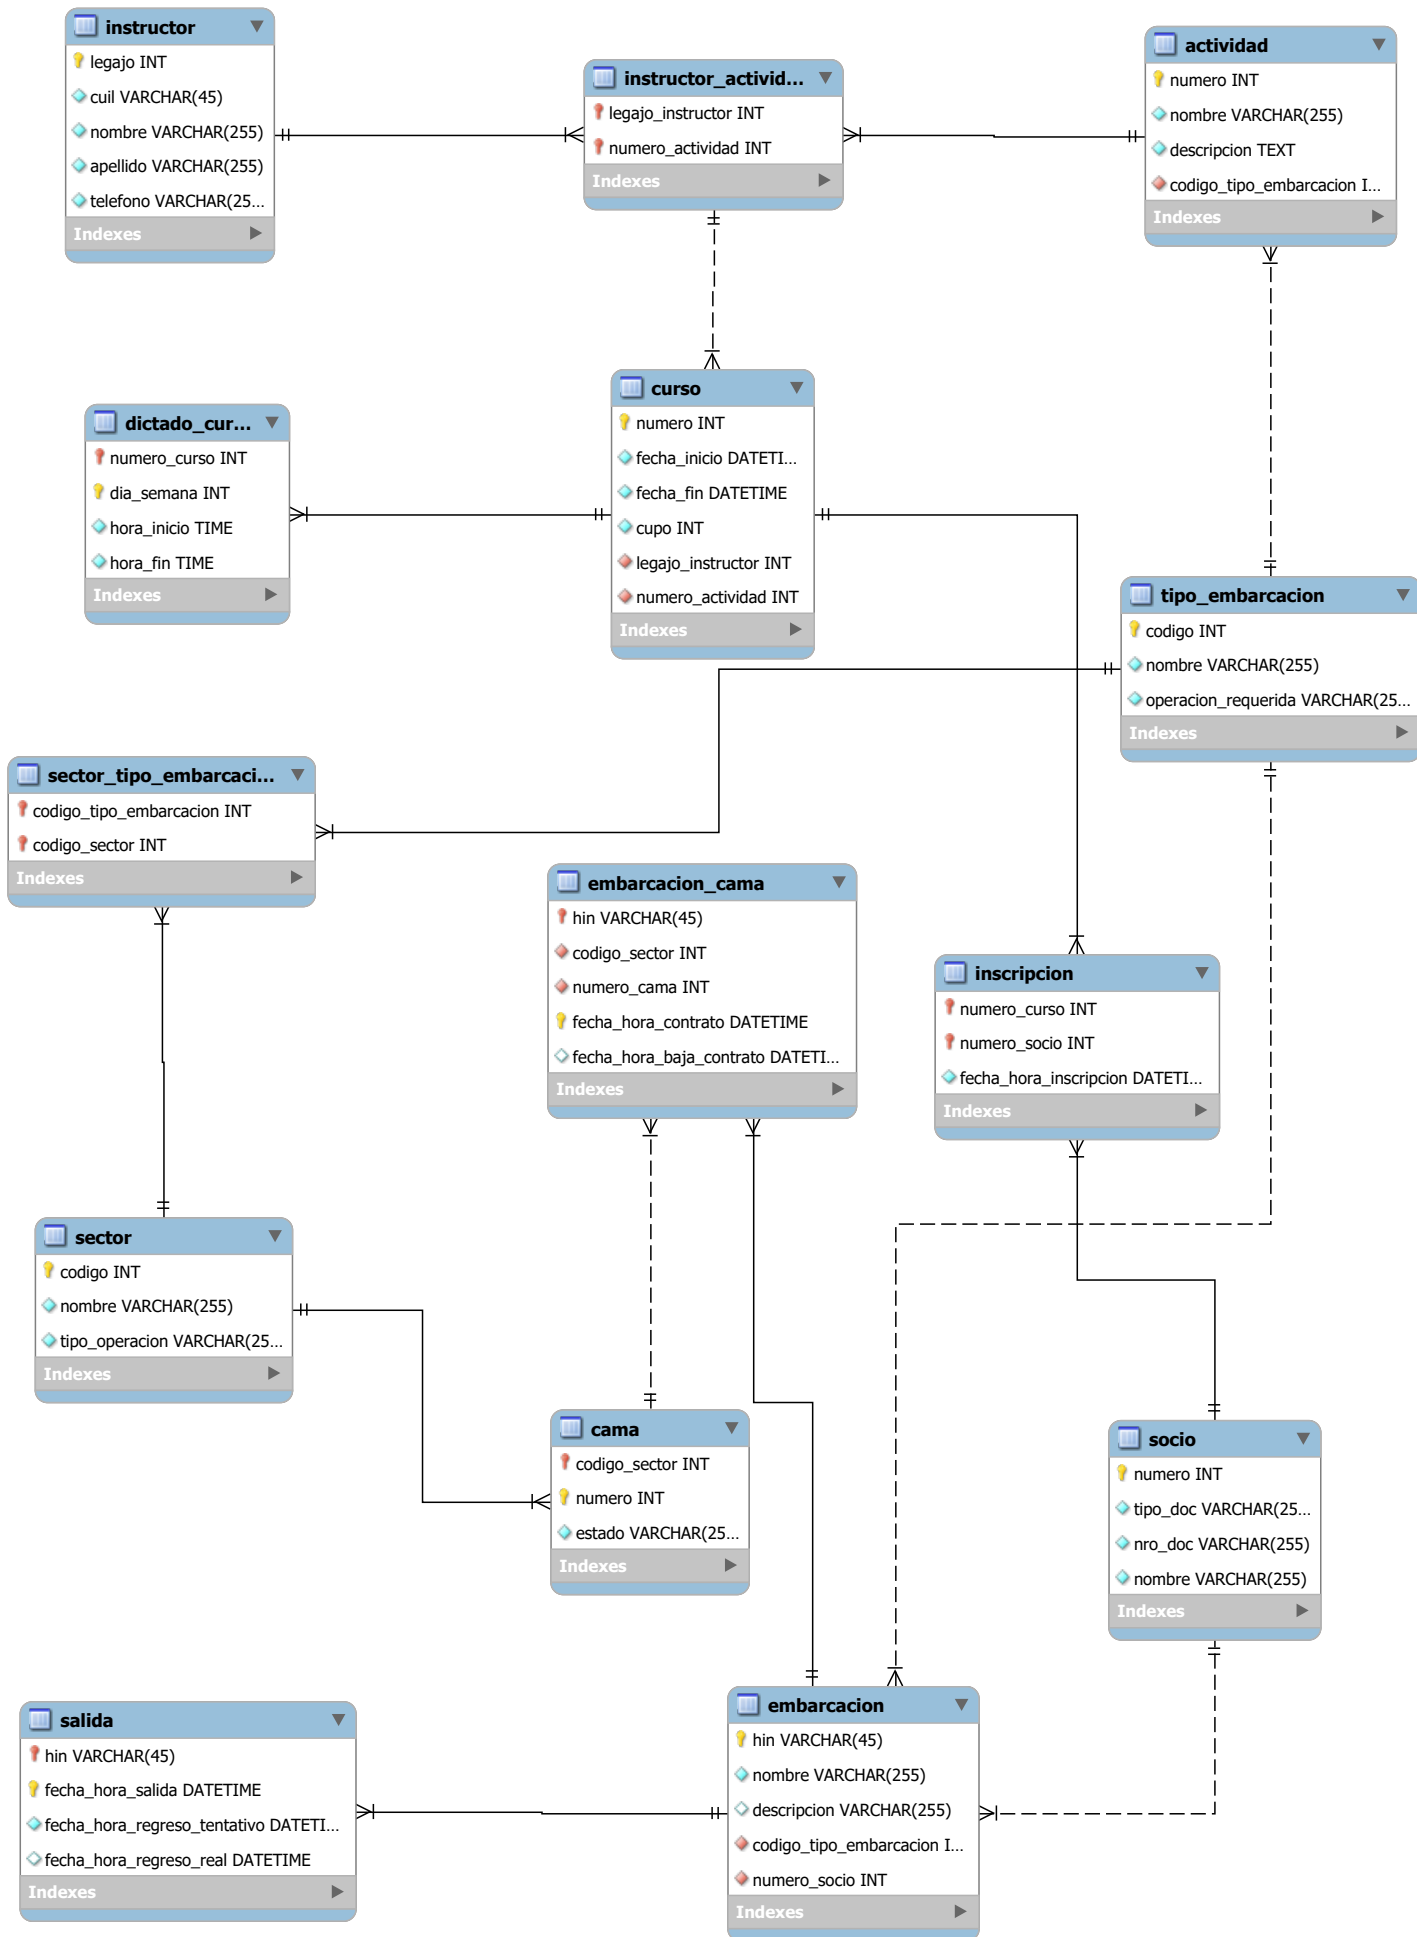 instructor
legajo INT
cuil VARCHAR(45)
nombre VARCHAR(255)
apellido VARCHAR(255)
telefono VARCHAR(25...
Indexes
instructor_activid...
legajo_instructor INT
numero_actividad INT
Indexes
actividad
numero INT
nombre VARCHAR(255)
descripcion TEXT
codigo_tipo_embarcacion I...
Indexes
dictado_cur...
numero_curso INT
dia_semana INT
hora_inicio TIME
hora_fin TIME
Indexes
curso
numero INT
fecha_inicio DATETI...
fecha_fin DATETIME
cupo INT
legajo_instructor INT
numero_actividad INT
Indexes
tipo_embarcacion
codigo INT
nombre VARCHAR(255)
operacion_requerida VARCHAR(25...
Indexes
sector_tipo_embarcaci...
codigo_tipo_embarcacion INT
codigo_sector INT
Indexes
embarcacion_cama
hin VARCHAR(45)
codigo_sector INT
numero_cama INT
fecha_hora_contrato DATETIME
fecha_hora_baja_contrato DATETI...
Indexes
inscripcion
numero_curso INT
numero_socio INT
fecha_hora_inscripcion DATETI...
Indexes
sector
codigo INT
nombre VARCHAR(255)
tipo_operacion VARCHAR(25...
Indexes
cama
codigo_sector INT
numero INT
estado VARCHAR(25...
Indexes
socio
numero INT
tipo_doc VARCHAR(25...
nro_doc VARCHAR(255)
nombre VARCHAR(255)
Indexes
salida
hin VARCHAR(45)
fecha_hora_salida DATETIME
fecha_hora_regreso_tentativo DATETI...
fecha_hora_regreso_real DATETIME
Indexes
embarcacion
hin VARCHAR(45)
nombre VARCHAR(255)
descripcion VARCHAR(255)
codigo_tipo_embarcacion I...
numero_socio INT
Indexes